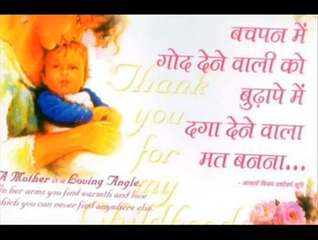 बचपन में
गोद देने वाली को
बुढ़ापे में
दगा देने वाला
मत बनना...
Thank
you
for
my
A Mother is a Loving Angle.
to her arms you find warmth and love
which you can never find anywhere else.